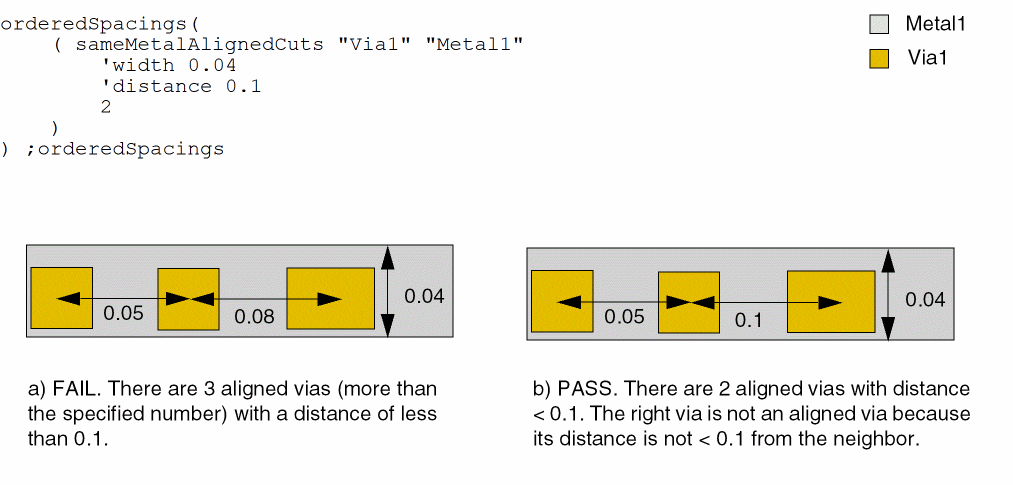 orderedSpacings(
( sameMetalAlignedCuts "Via1" "Metal1"
'width 0.04
'distance 0.1
2
)
) ;orderedSpacings
Metal1
Via1
0.05
0.08
0.04
0.05
0.1
0.04
a) FAIL. There are 3 aligned vias (more than
the specified number) with a distance of less
than 0.1.
b) PASS. There are 2 aligned vias with distance
< 0.1. The right via is not an aligned via because
its distance is not < 0.1 from the neighbor.